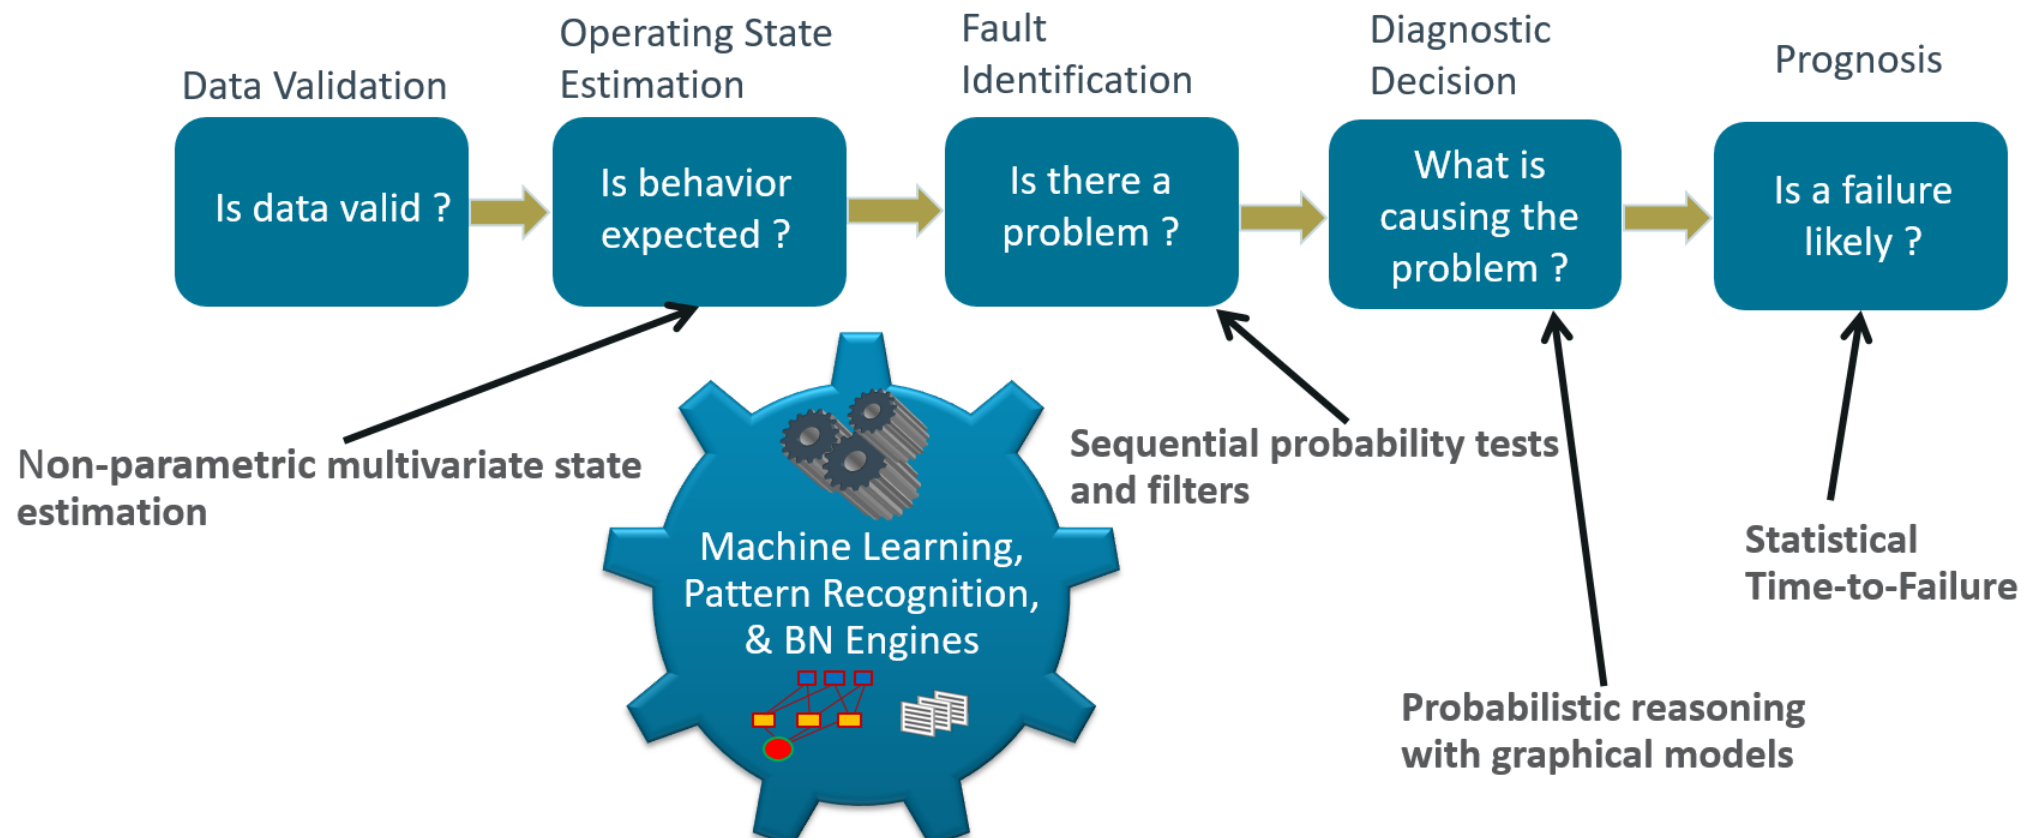 Data Validation
Operating State
Estimation
Fault
Identification
Diagnostic
Decision
Prognosis
Is data valid ?
Is behavior
expected ?
Is there a
problem ?
What is
causing the
problem ?
Is a failure
likely ?
Non-parametric multivariate state
estimation
Machine Learning,
Pattern Recognition,
& BN Engines
Sequential probability tests
and filters
Probabilistic reasoning
with graphical models
Statistical
Time-to-Failure